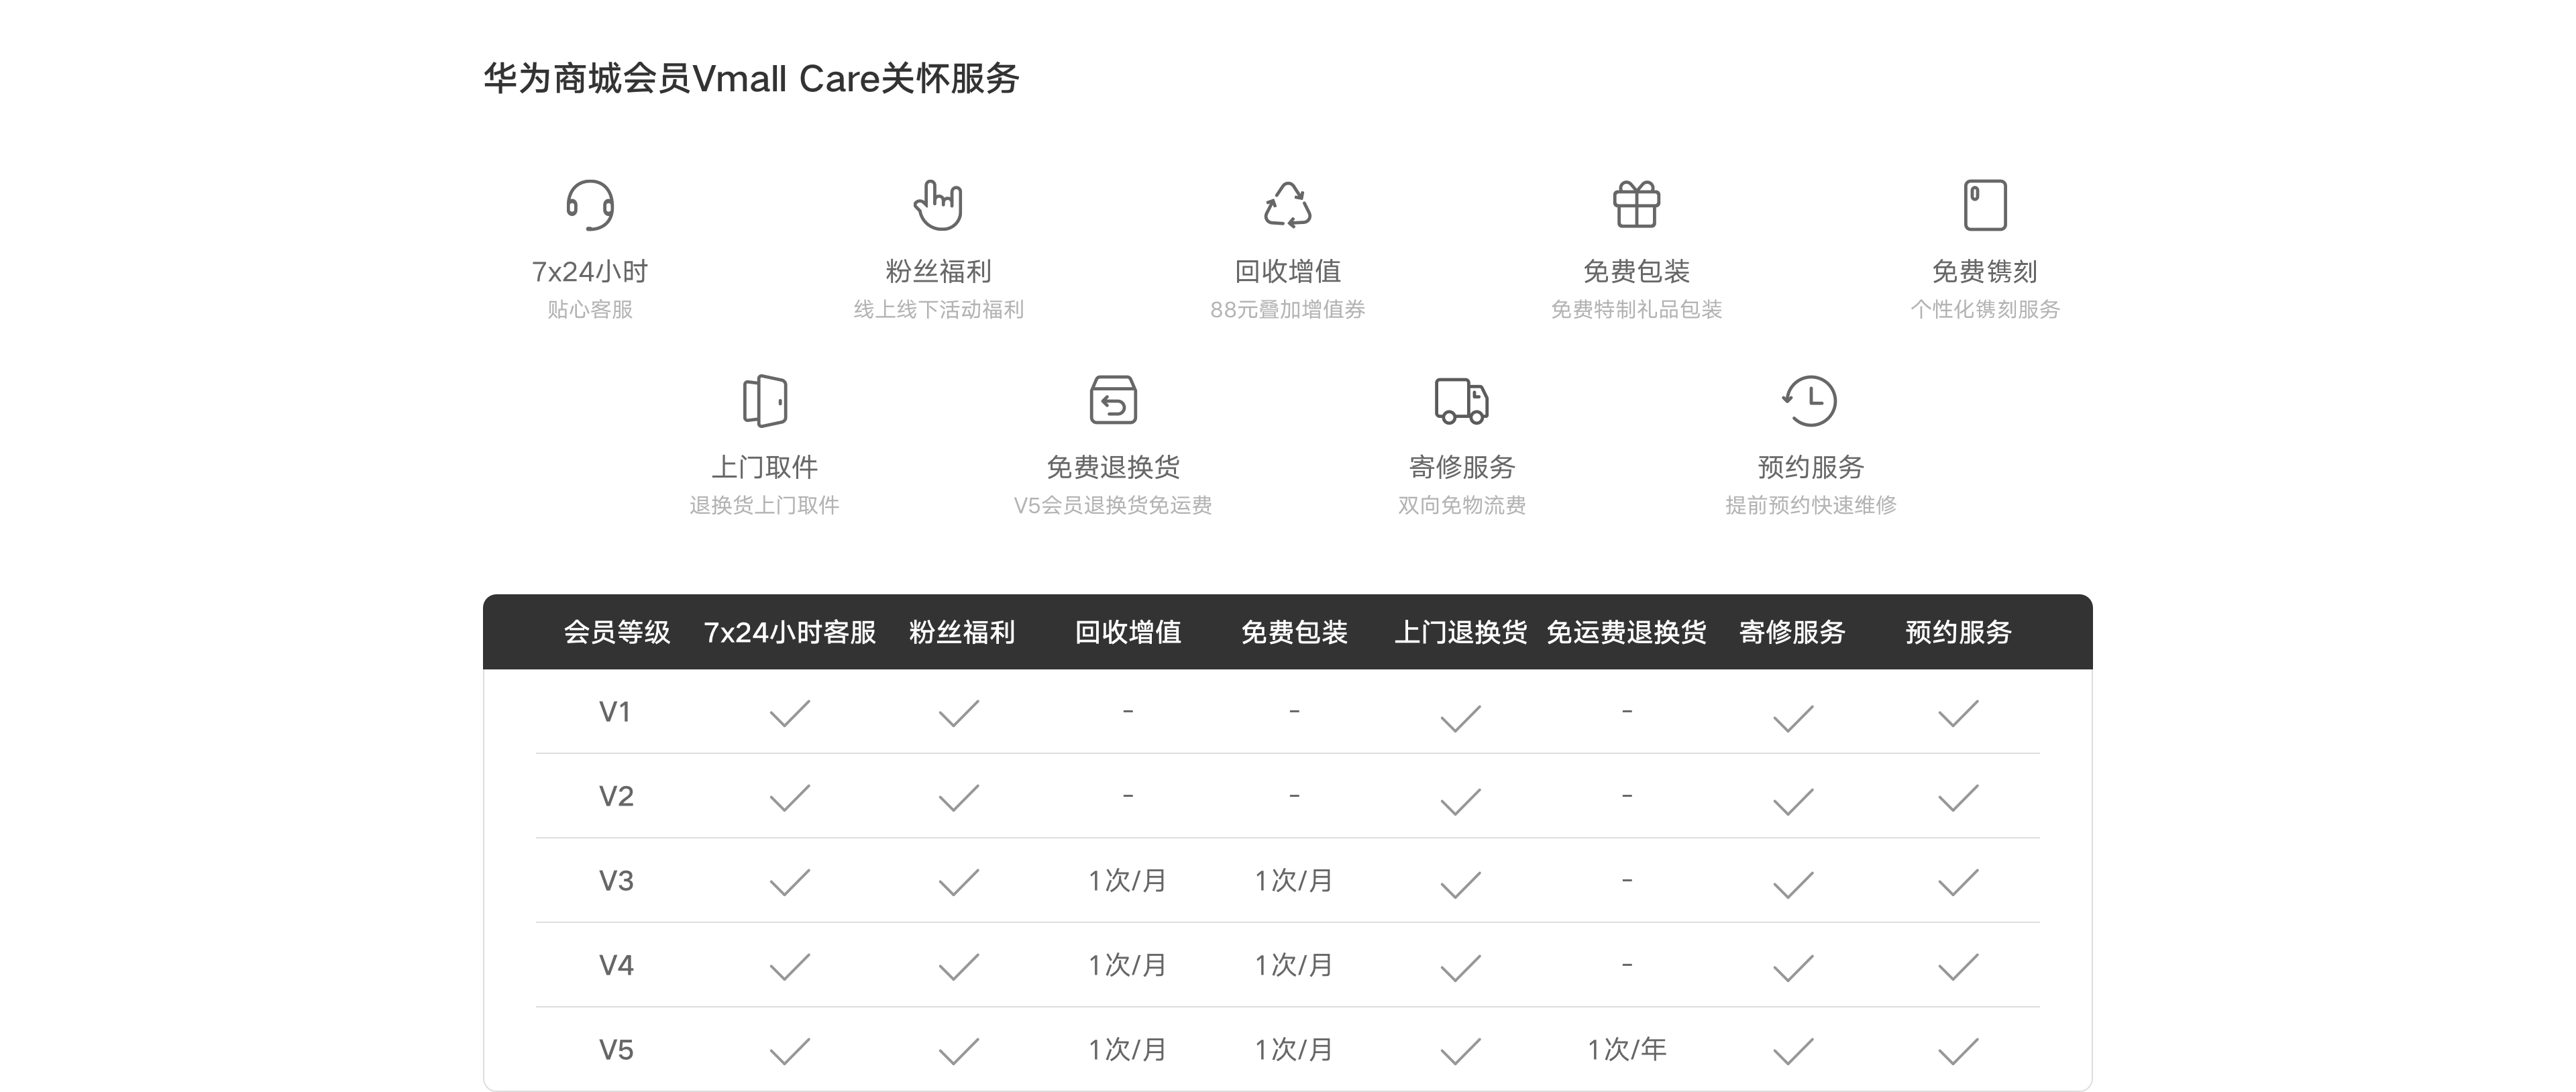 华为商城会员Vmall Care关怀服务
7x24小时 粉丝福利 回收增值 免费包装 免费镌刻
贴心客服 线上线下活动福利 88元叠加增值券 免费特制礼品包装 个性化镌刻服务
上门取件 免费退换货 寄修服务 预约服务
退换货上门取件 V5会员退换货免运费 双向免物流费 提前预约快速维修
会员等级 7x24小时客服 粉丝福利 回收增值 免费包装 上门退换货 免运费退换货 寄修服务 预约服务
V1 - - -
V2 - - -
V3 1次/月 1次/月 -
V4 1次/月 1次/月 -
V5 1次/月 1次/月 1次/年